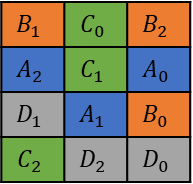 B₁ C₀ B₂
A₂ C₁ A₀
D₁ A₁ B₀
C₂ D₂ D₀